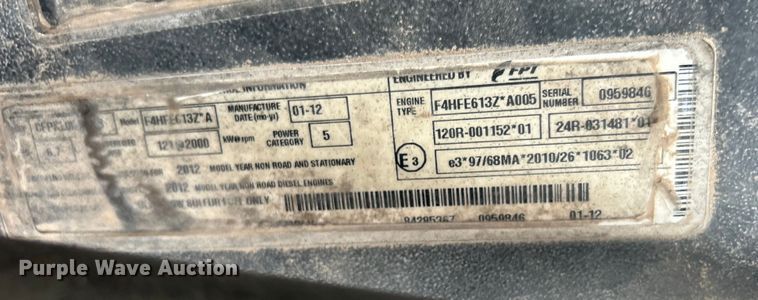 INFORMATION
ENGINEERED BY FPT
Model F4HFE613Z*A MANUFACTURE DATE (mo-yr) 01-12
ENGINE TYPE F4HFE613Z*A005 SERIAL NUMBER 0959846
2000 kW@rpm POWER CATEGORY 5
120R-001152*01 24R-031481*01
E3 e3*97/68MA*2010/26*1063*02
2012 MODEL YEAR NON ROAD AND STATIONARY
2012 MODEL YEAR NON ROAD DIESEL ENGINES
FUEL ONLY
0959846 01-12
Purple Wave Auction